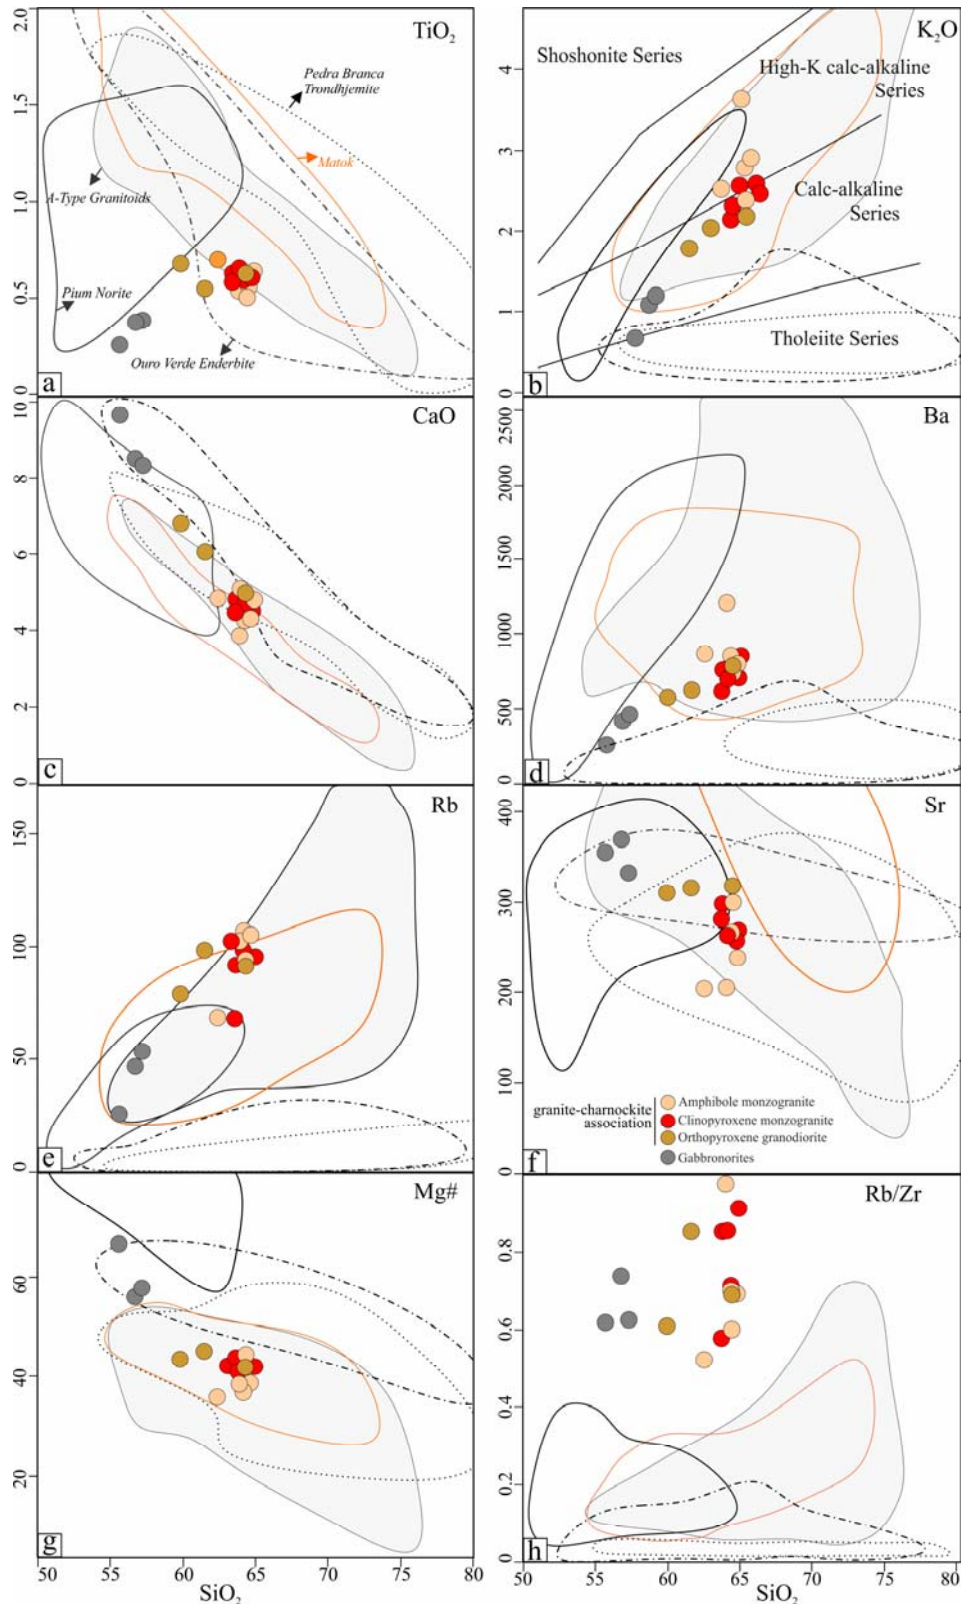 2.0
1.5
1.0
0.5
0
TiO₂
Pedra Branca
Trondhjemite
Matok
A-Type Granitoids
Pium Norite
Ouro Verde Enderbite
a
4
3
2
1
0
K₂O
Shoshonite Series
High-K calc-alkaline
Series
Calc-alkaline
Series
Tholeiite Series
b
10
8
6
4
2
0
CaO
c
2500
2000
1500
1000
500
0
Ba
d
150
100
50
0
Rb
e
400
300
200
100
0
Sr
granite-charnockite
association
Amphibole monzogranite
Clinopyroxene monzogranite
Orthopyroxene granodiorite
Gabbronorites
f
60
40
20
Mg#
g
50 55 60 65 70 75 80
SiO₂
0.8
0.6
0.4
0.2
0
Rb/Zr
h
50 55 60 65 70 75 80
SiO₂